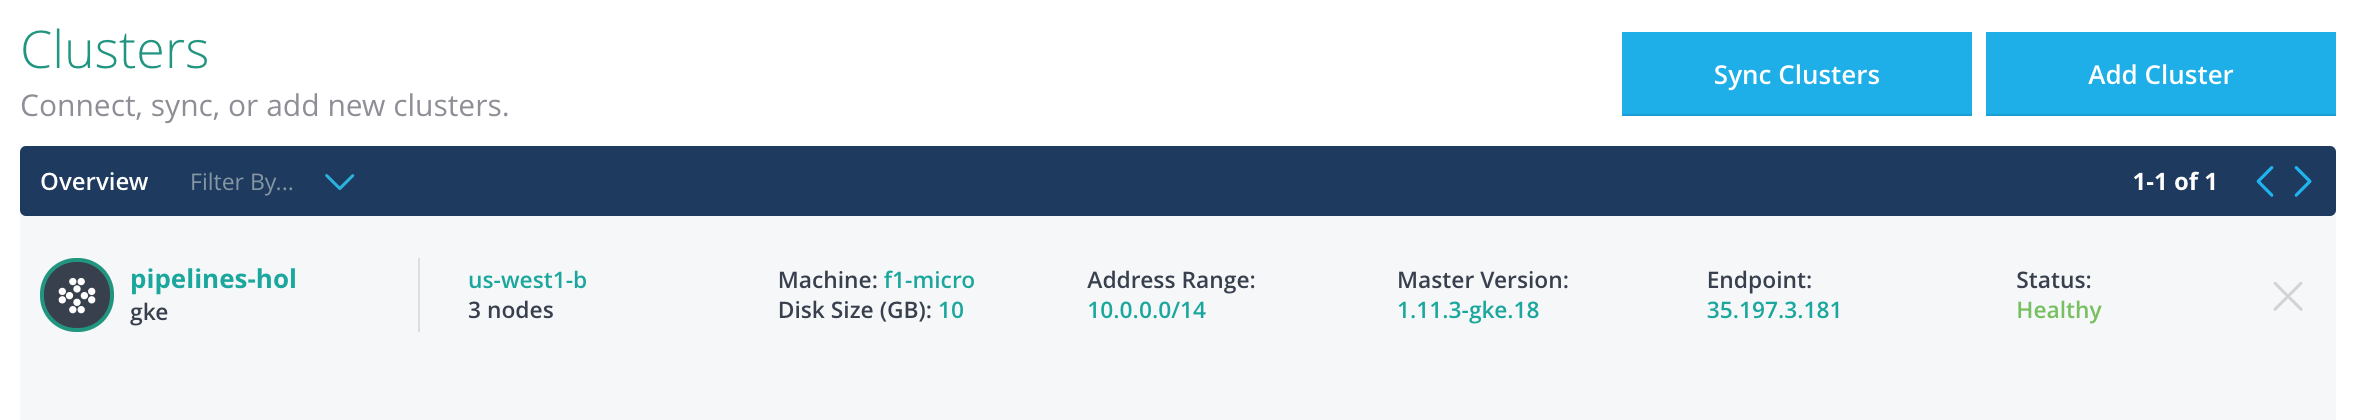 Clusters
Connect, sync, or add new clusters.
Sync Clusters
Add Cluster
Overview
Filter By...
1-1 of 1
pipelines-hol
gke
us-west1-b
3 nodes
Machine: f1-micro
Disk Size (GB): 10
Address Range:
10.0.0.0/14
Master Version:
1.11.3-gke.18
Endpoint:
35.197.3.181
Status:
Healthy